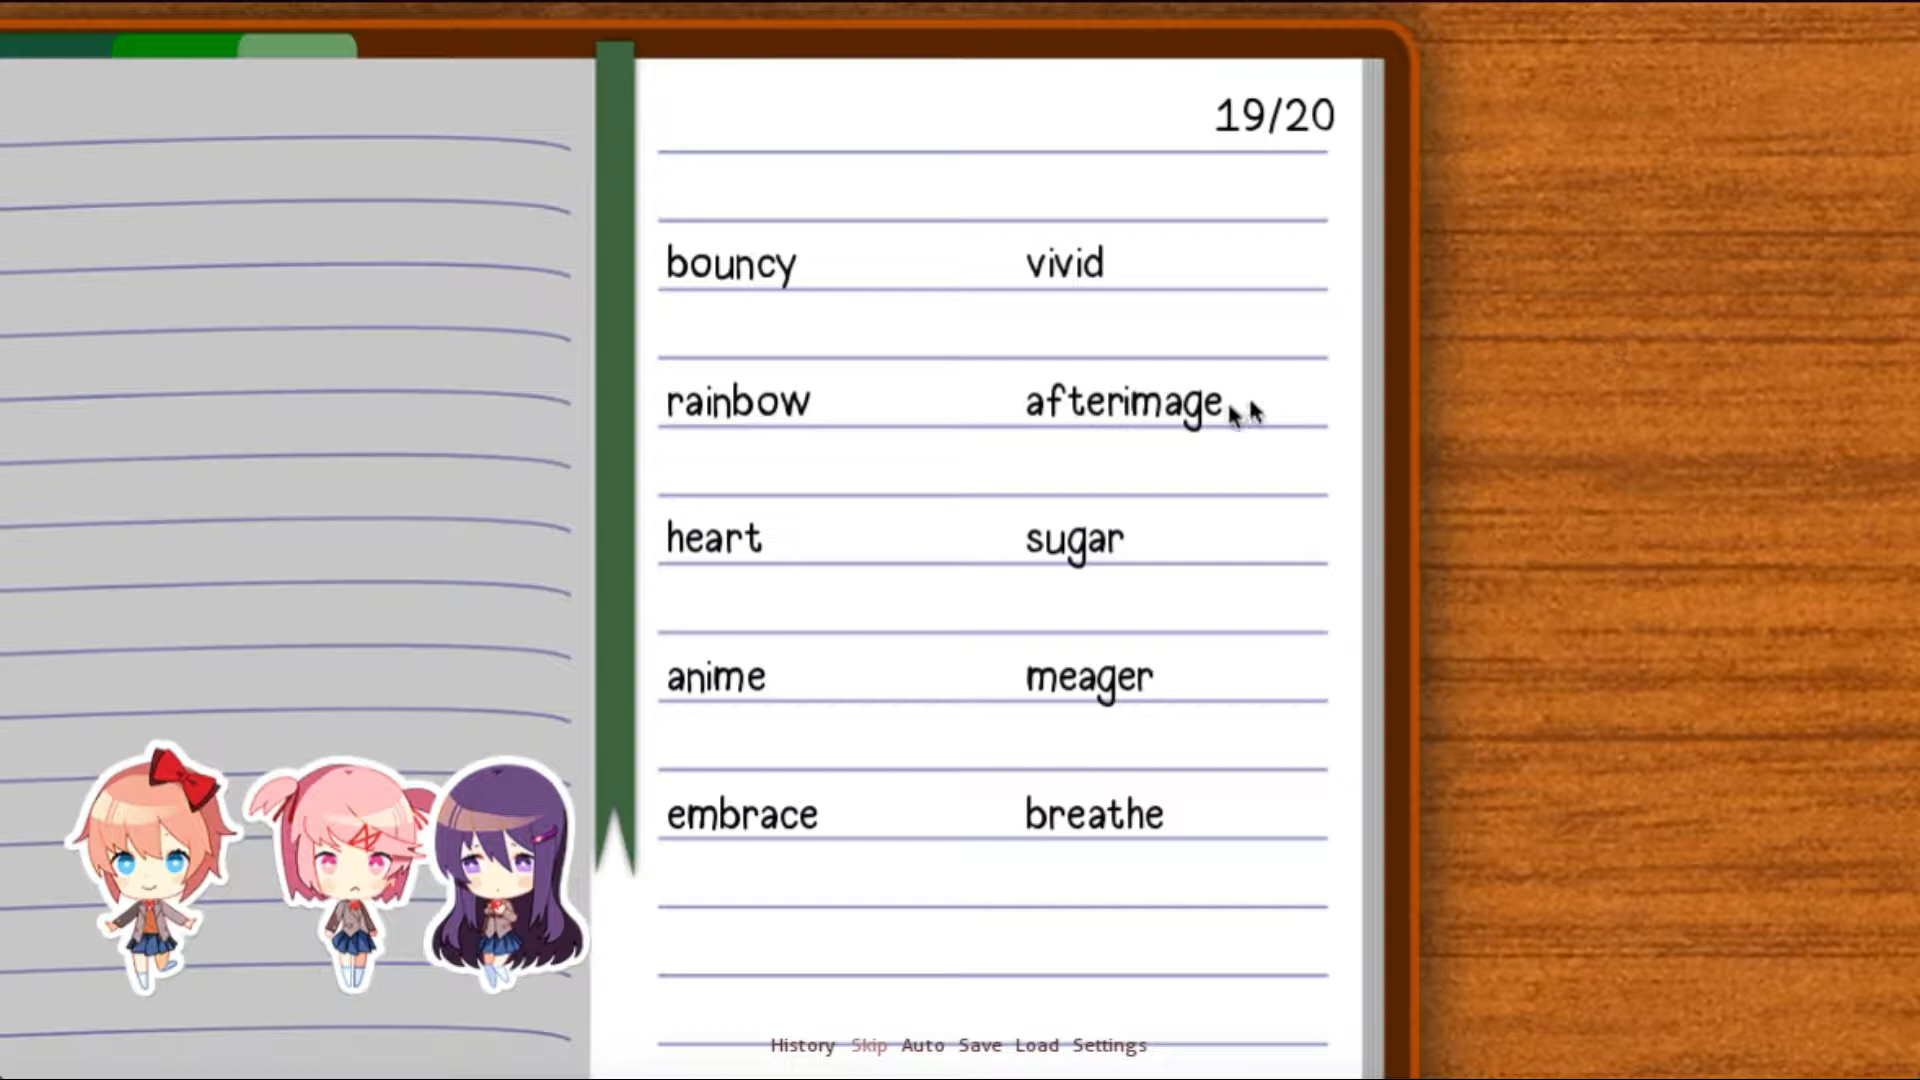 19/20
bouncy vivid
rainbow afterimage
heart sugar
anime meager
embrace breathe
History Skip Auto Save Load Settings